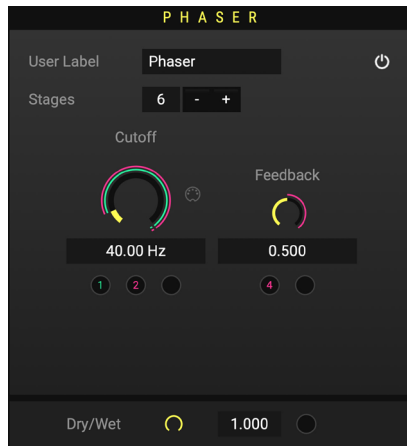 PHASER
User Label Phaser
Stages 6 - +
Cutoff
Feedback
40.00 Hz 0.500
1 2 4
Dry/Wet 1.000